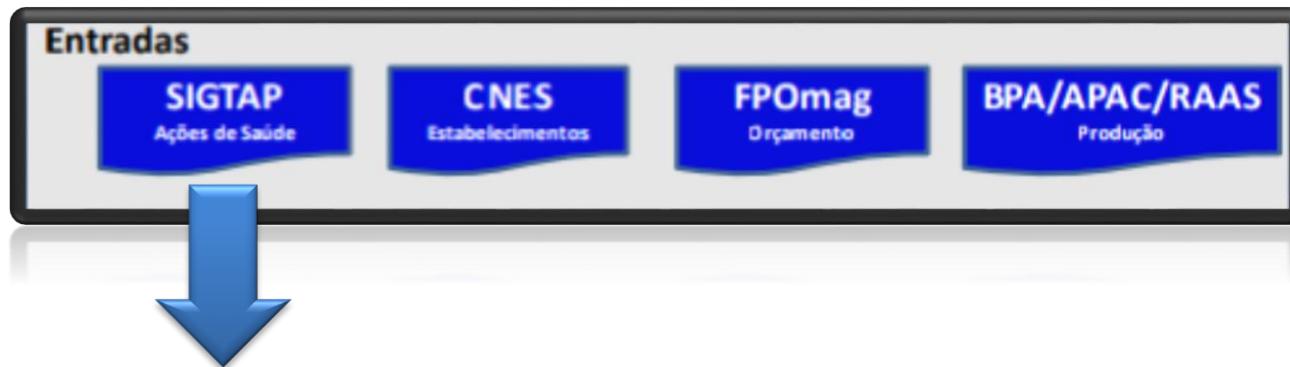 Entradas
SIGTAP
Ações de Saúde
CNES
Estabelecimentos
FPOmag
Orçamento
BPA/APAC/RAAS
Produção